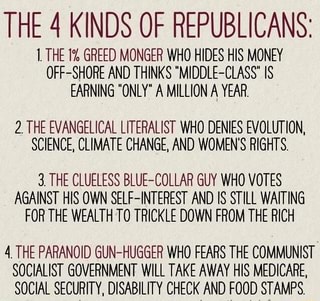 THE 4 KINDS OF REPUBLICANS:
1. THE 1% GREED MONGER WHO HIDES HIS MONEY
OFF-SHORE AND THINKS "MIDDLE-CLASS" IS
EARNING "ONLY" A MILLION A YEAR.
2. THE EVANGELICAL LITERALIST WHO DENIES EVOLUTION,
SCIENCE, CLIMATE CHANGE, AND WOMEN'S RIGHTS.
3. THE CLUELESS BLUE-COLLAR GUY WHO VOTES
AGAINST HIS OWN SELF-INTEREST AND IS STILL WAITING
FOR THE WEALTH TO TRICKLE DOWN FROM THE RICH
4. THE PARANOID GUN-HUGGER WHO FEARS THE COMMUNIST
SOCIALIST GOVERNMENT WILL TAKE AWAY HIS MEDICARE,
SOCIAL SECURITY, DISABILITY CHECK AND FOOD STAMPS.